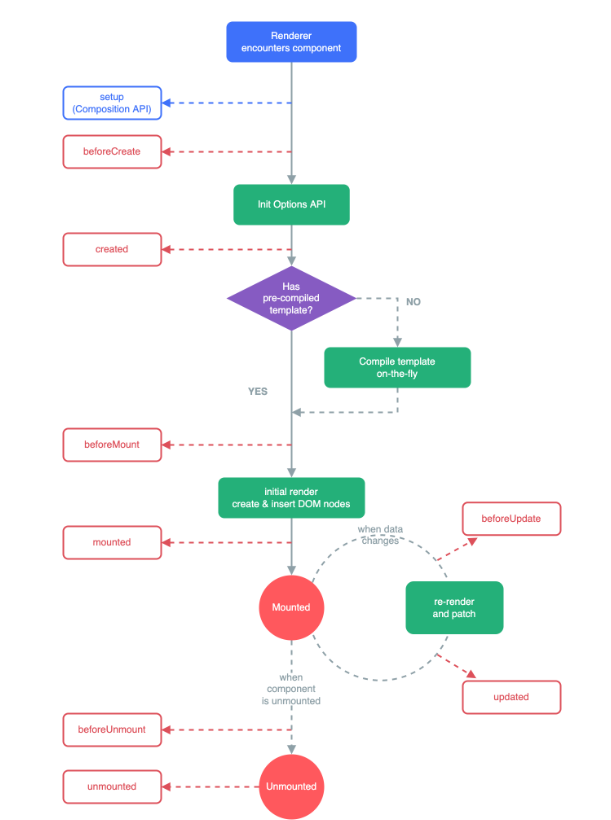 Renderer
encounters component
setup
(Composition API)
beforeCreate
Init Options API
created
Has
pre-compiled
template?
NO
Compile template
on-the-fly
YES
beforeMount
initial render
create & insert DOM nodes
beforeUpdate
when data
changes
mounted
Mounted
re-render
and patch
when
component
is unmounted
updated
beforeUnmount
unmounted
Unmounted